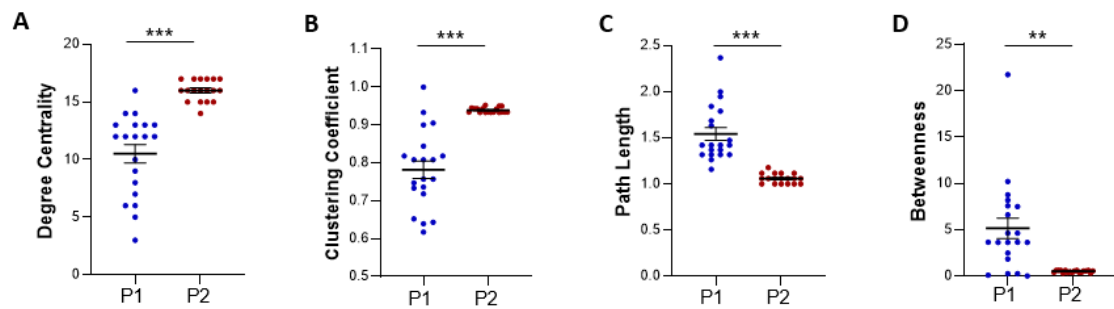 A
***
Degree Centrality
20
15
10
5
0
P1 P2
B
***
Clustering Coefficient
1.1
1.0
0.9
0.8
0.7
0.6
0.5
P1 P2
C
***
Path Length
2.5
2.0
1.5
1.0
0.5
0.0
P1 P2
D
**
Betweenness
25
20
15
10
5
0
P1 P2